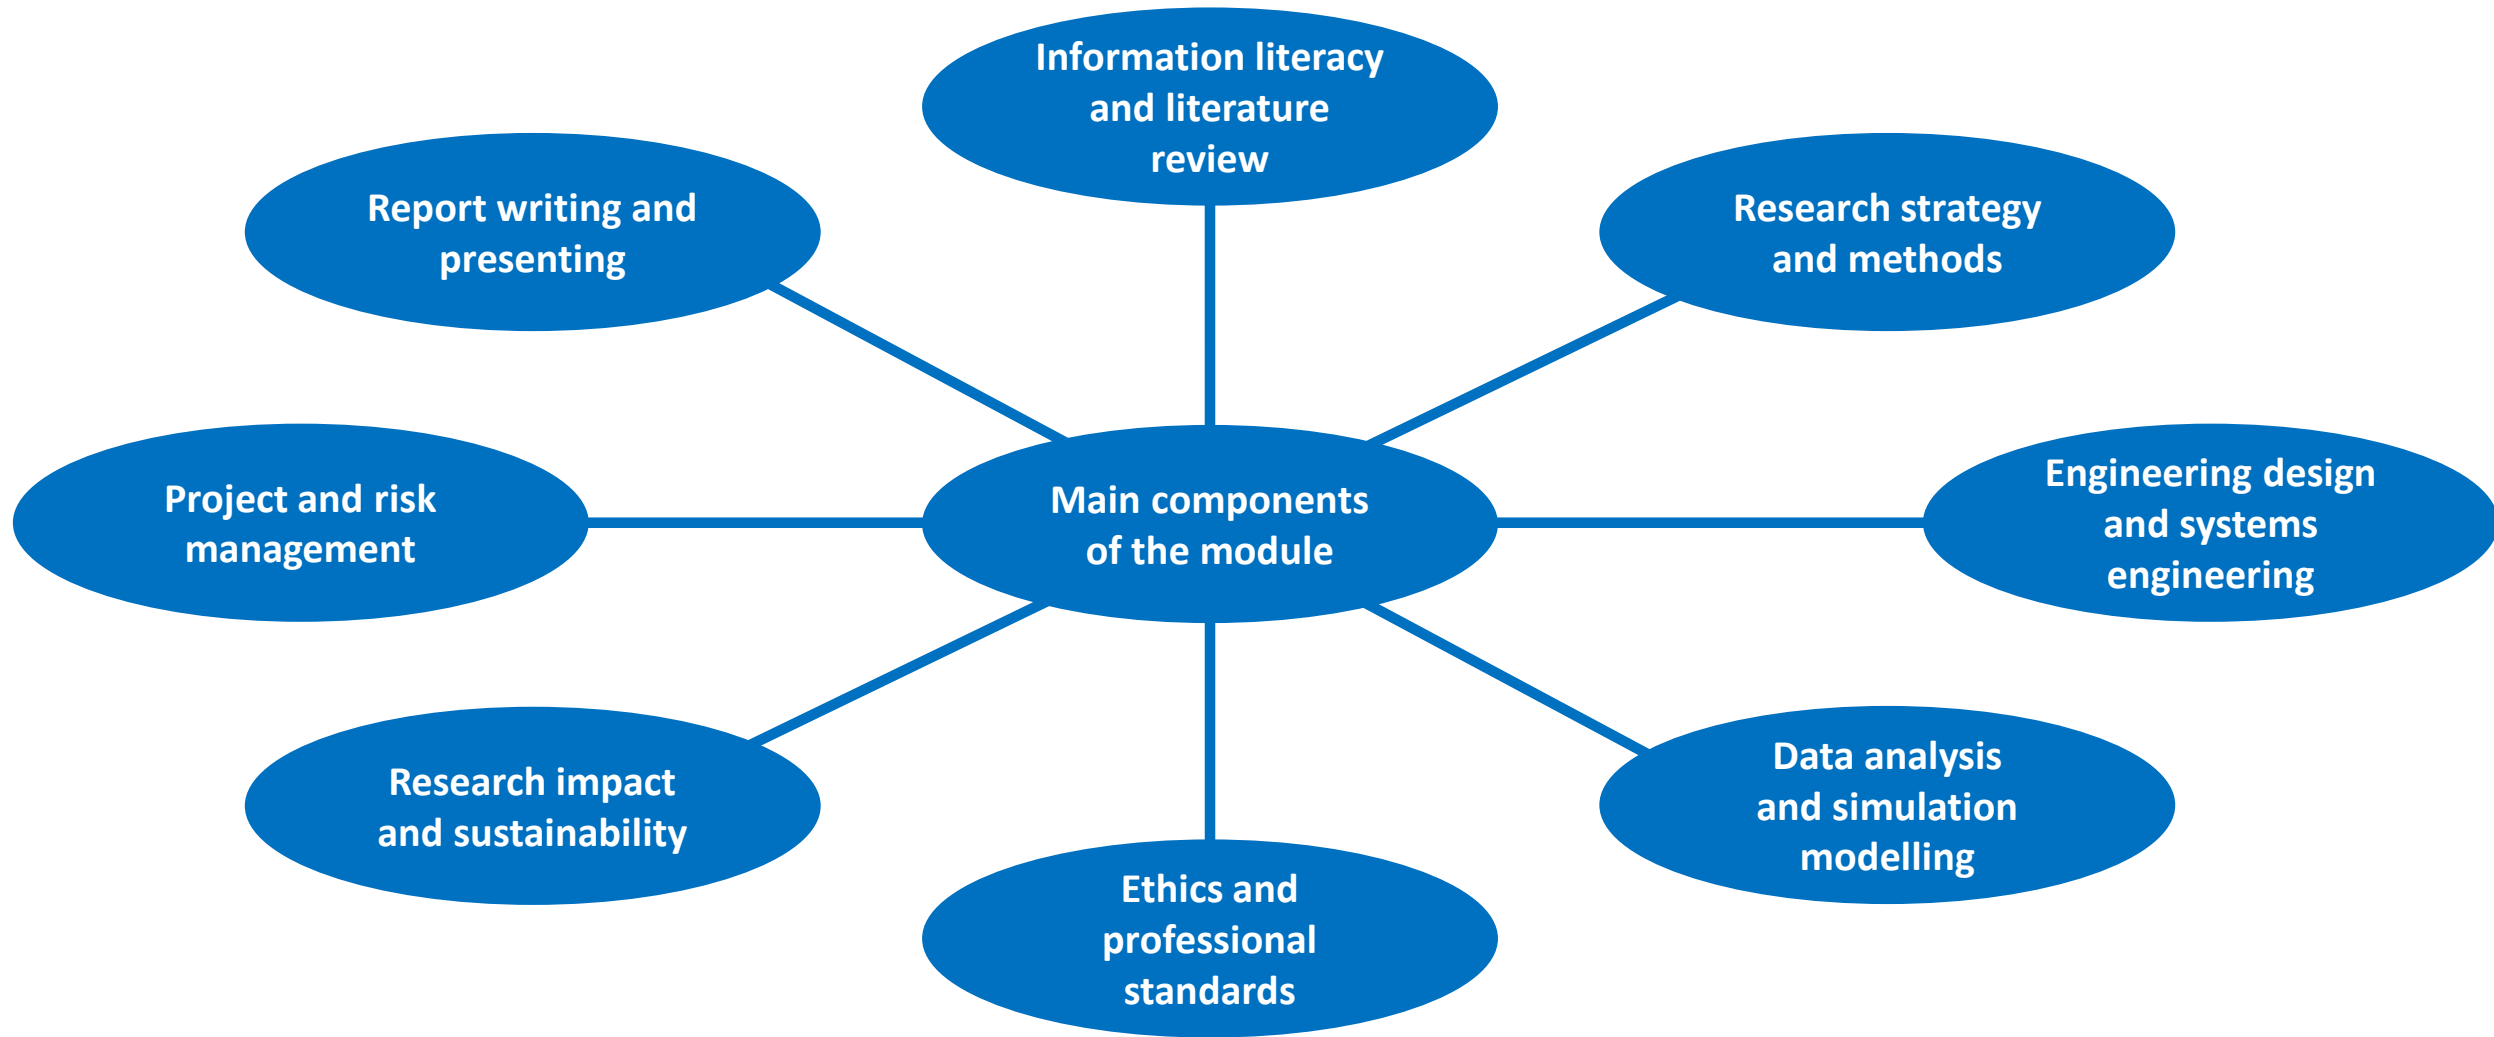 Information literacy
and literature
review
Report writing and
presenting
Research strategy
and methods
Project and risk
management
Main components
of the module
Engineering design
and systems
engineering
Research impact
and sustainability
Data analysis
and simulation
modelling
Ethics and
professional
standards